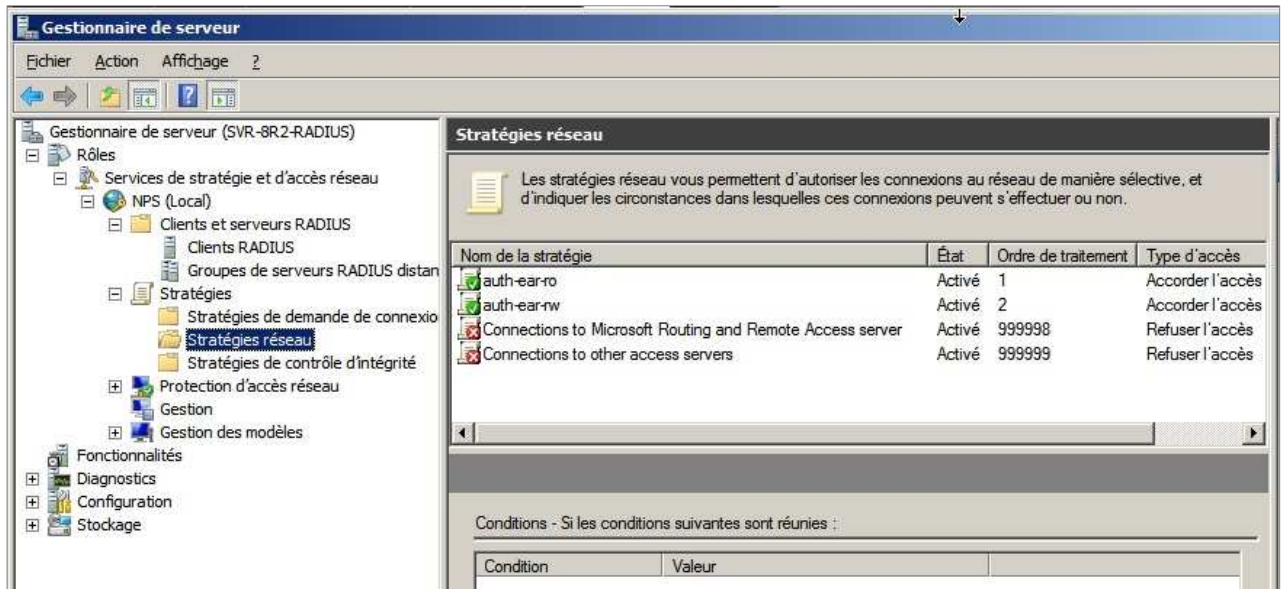 Gestionnaire de serveur
Fichier Action Affichage ?
Gestionnaire de serveur (SVR-8R2-RADIUS)
Rôles
Services de stratégie et d'accès réseau
NPS (Local)
Clients et serveurs RADIUS
Clients RADIUS
Groupes de serveurs RADIUS distan
Stratégies
Stratégies de demande de connexio
Stratégies réseau
Stratégies de contrôle d'intégrité
Protection d'accès réseau
Gestion
Gestion des modèles
Fonctionnalités
Diagnostics
Configuration
Stockage
Stratégies réseau
Les stratégies réseau vous permettent d'autoriser les connexions au réseau de manière sélective, et
d'indiquer les circonstances dans lesquelles ces connexions peuvent s'effectuer ou non.
Nom de la stratégie État Ordre de traitement Type d'accès
auth-ear-ro Activé 1 Accorder l'accès
auth-ear-rw Activé 2 Accorder l'accès
Connections to Microsoft Routing and Remote Access server Activé 999998 Refuser l'accès
Connections to other access servers Activé 999999 Refuser l'accès
Conditions - Si les conditions suivantes sont réunies :
Condition Valeur